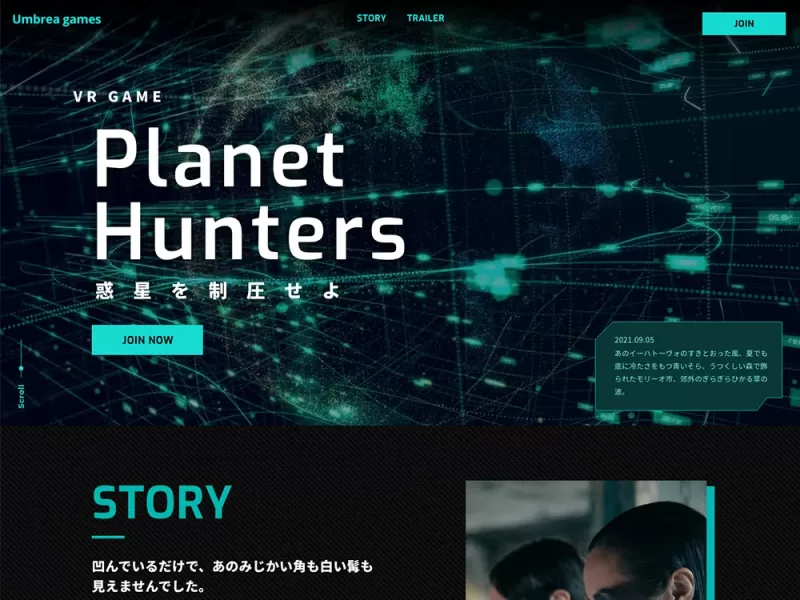 Umbrea games
STORY
TRAILER
JOIN
VR GAME
Planet
Hunters
惑星を制圧せよ
JOIN NOW
2021.09.05
あのイーハトーヴォのすきとおった風、夏でも
底に冷たさをもつ青いそら、うつくしい森で飾
られたモリーオ市、郊外のぎらぎらひかる草の
波。
Scroll
STORY
凹んでいるだけで、あのみじかい角も白い髯も
見えませんでした。